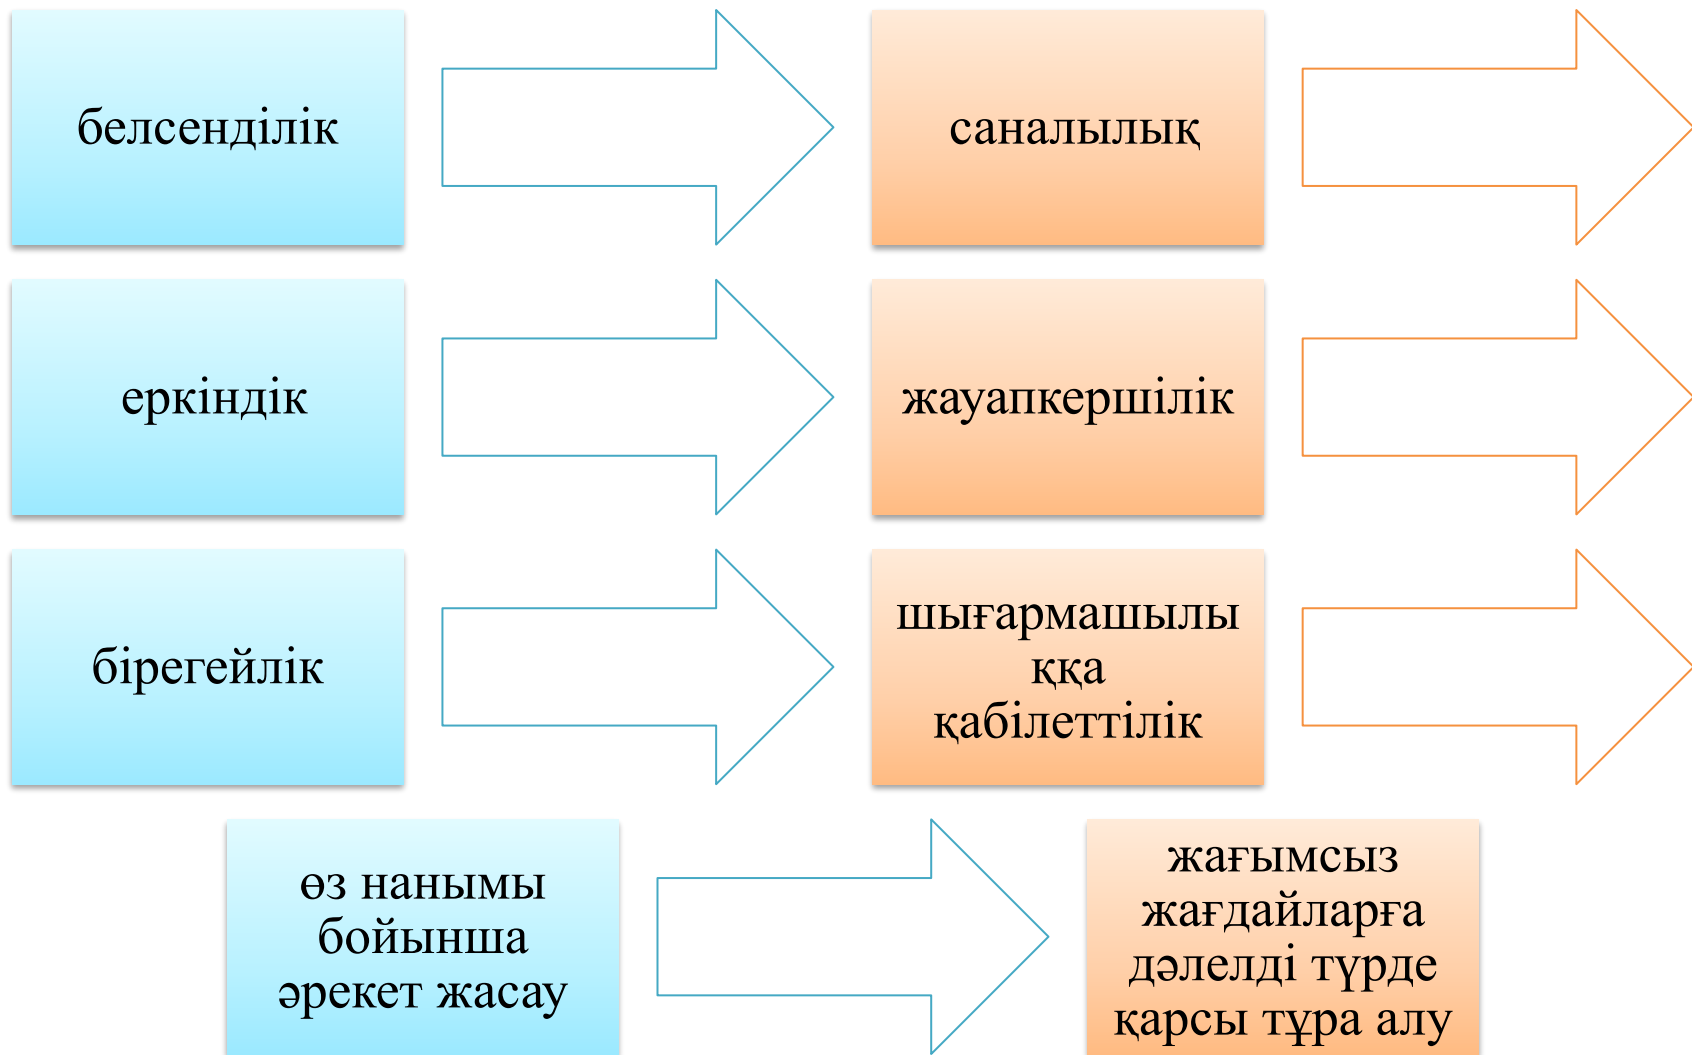 белсенділік
саналылық
еркіндік
жауапкершілік
бірегейлік
шығармашылы
ққа
қабілеттілік
өз нанымы
бойынша
әрекет жасау
жағымсыз
жағдайларға
дәлелді түрде
қарсы тұра алу